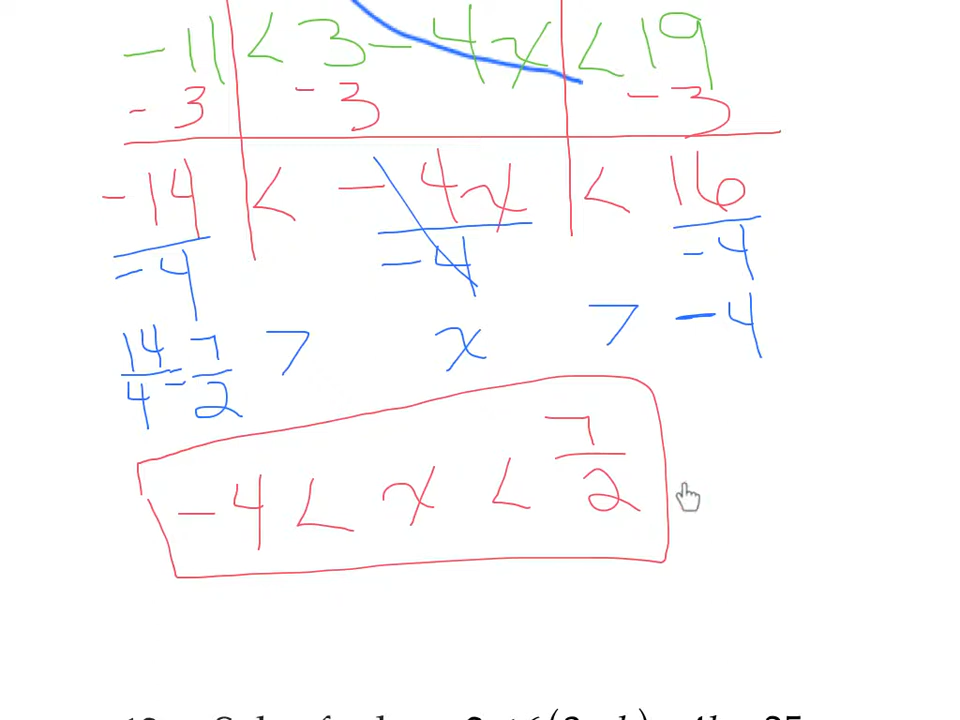 -11 < 3 - 4x < 19
-3 -3 -3
-14 < -4x < 16
-4 -4 -4
14/4 = 7/2 > x > -4
-4 < x < 7/2